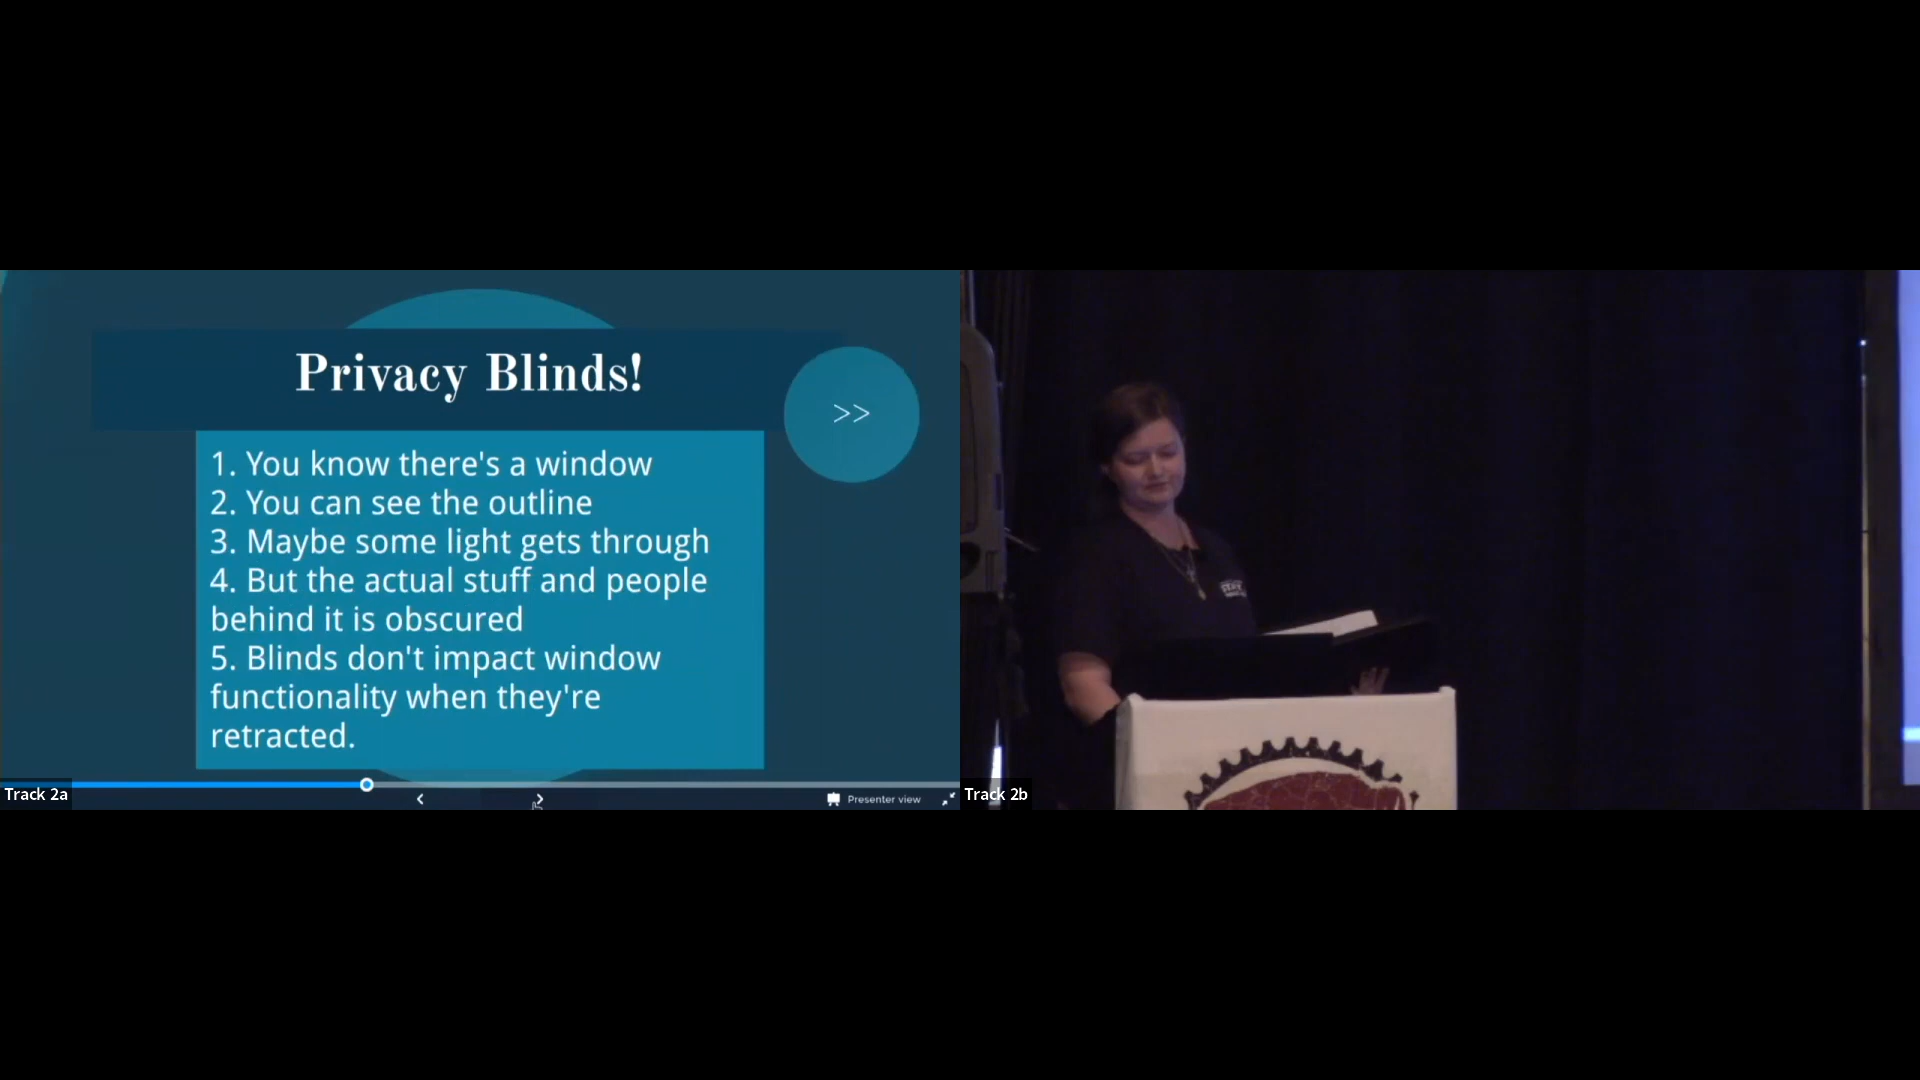 Privacy Blinds!
>>
1. You know there's a window
2. You can see the outline
3. Maybe some light gets through
4. But the actual stuff and people
behind it is obscured
5. Blinds don't impact window
functionality when they're
retracted.
Track 2a
Presenter view
Track 2b